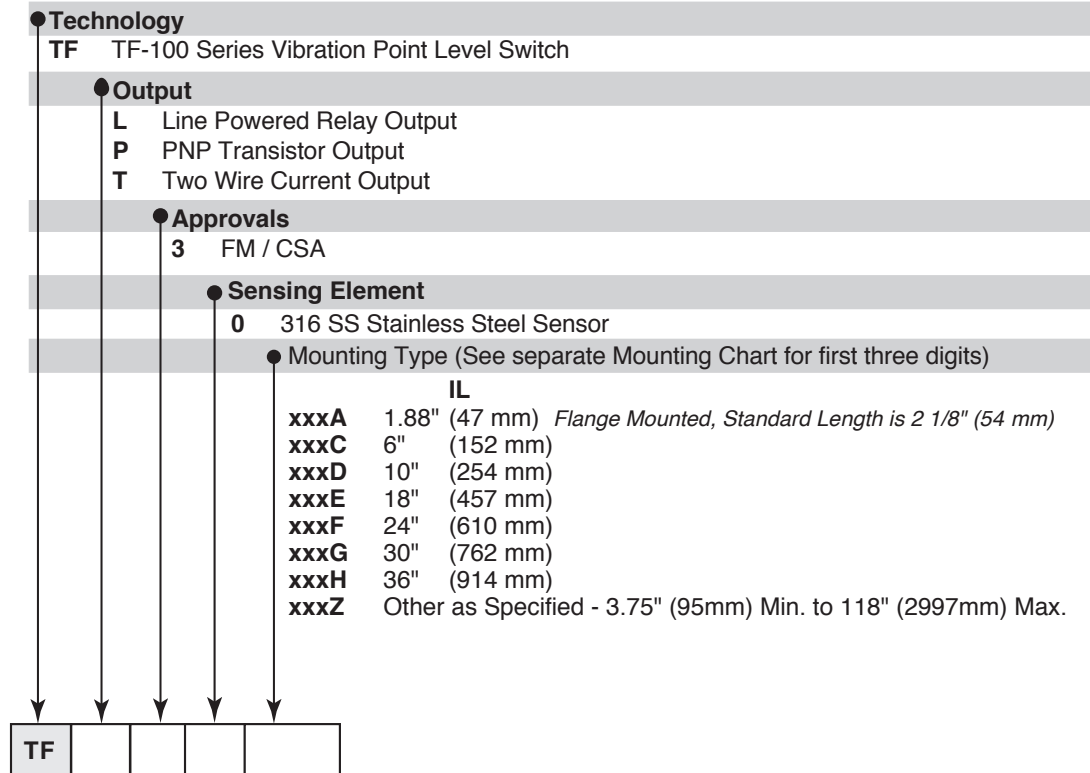 Technology
TF TF-100 Series Vibration Point Level Switch
Output
L Line Powered Relay Output
P PNP Transistor Output
T Two Wire Current Output
Approvals
3 FM / CSA
Sensing Element
0 316 SS Stainless Steel Sensor
Mounting Type (See separate Mounting Chart for first three digits)
IL
xxxA 1.88" (47 mm) Flange Mounted, Standard Length is 2 1/8" (54 mm)
xxxC 6" (152 mm)
xxxD 10" (254 mm)
xxxE 18" (457 mm)
xxxF 24" (610 mm)
xxxG 30" (762 mm)
xxxH 36" (914 mm)
xxxZ Other as Specified - 3.75" (95mm) Min. to 118" (2997mm) Max.
TF